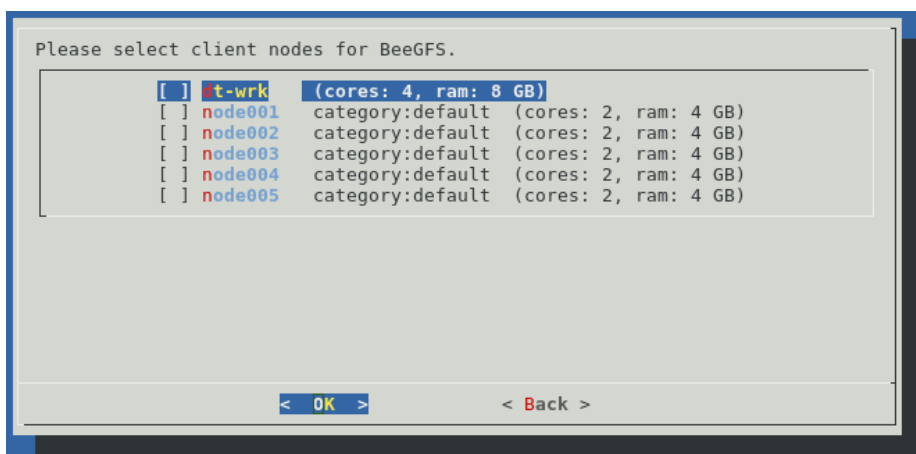 Please select client nodes for BeeGFS.
[ ] dt-wrk (cores: 4, ram: 8 GB)
[ ] node001 category:default (cores: 2, ram: 4 GB)
[ ] node002 category:default (cores: 2, ram: 4 GB)
[ ] node003 category:default (cores: 2, ram: 4 GB)
[ ] node004 category:default (cores: 2, ram: 4 GB)
[ ] node005 category:default (cores: 2, ram: 4 GB)
< OK > < Back >